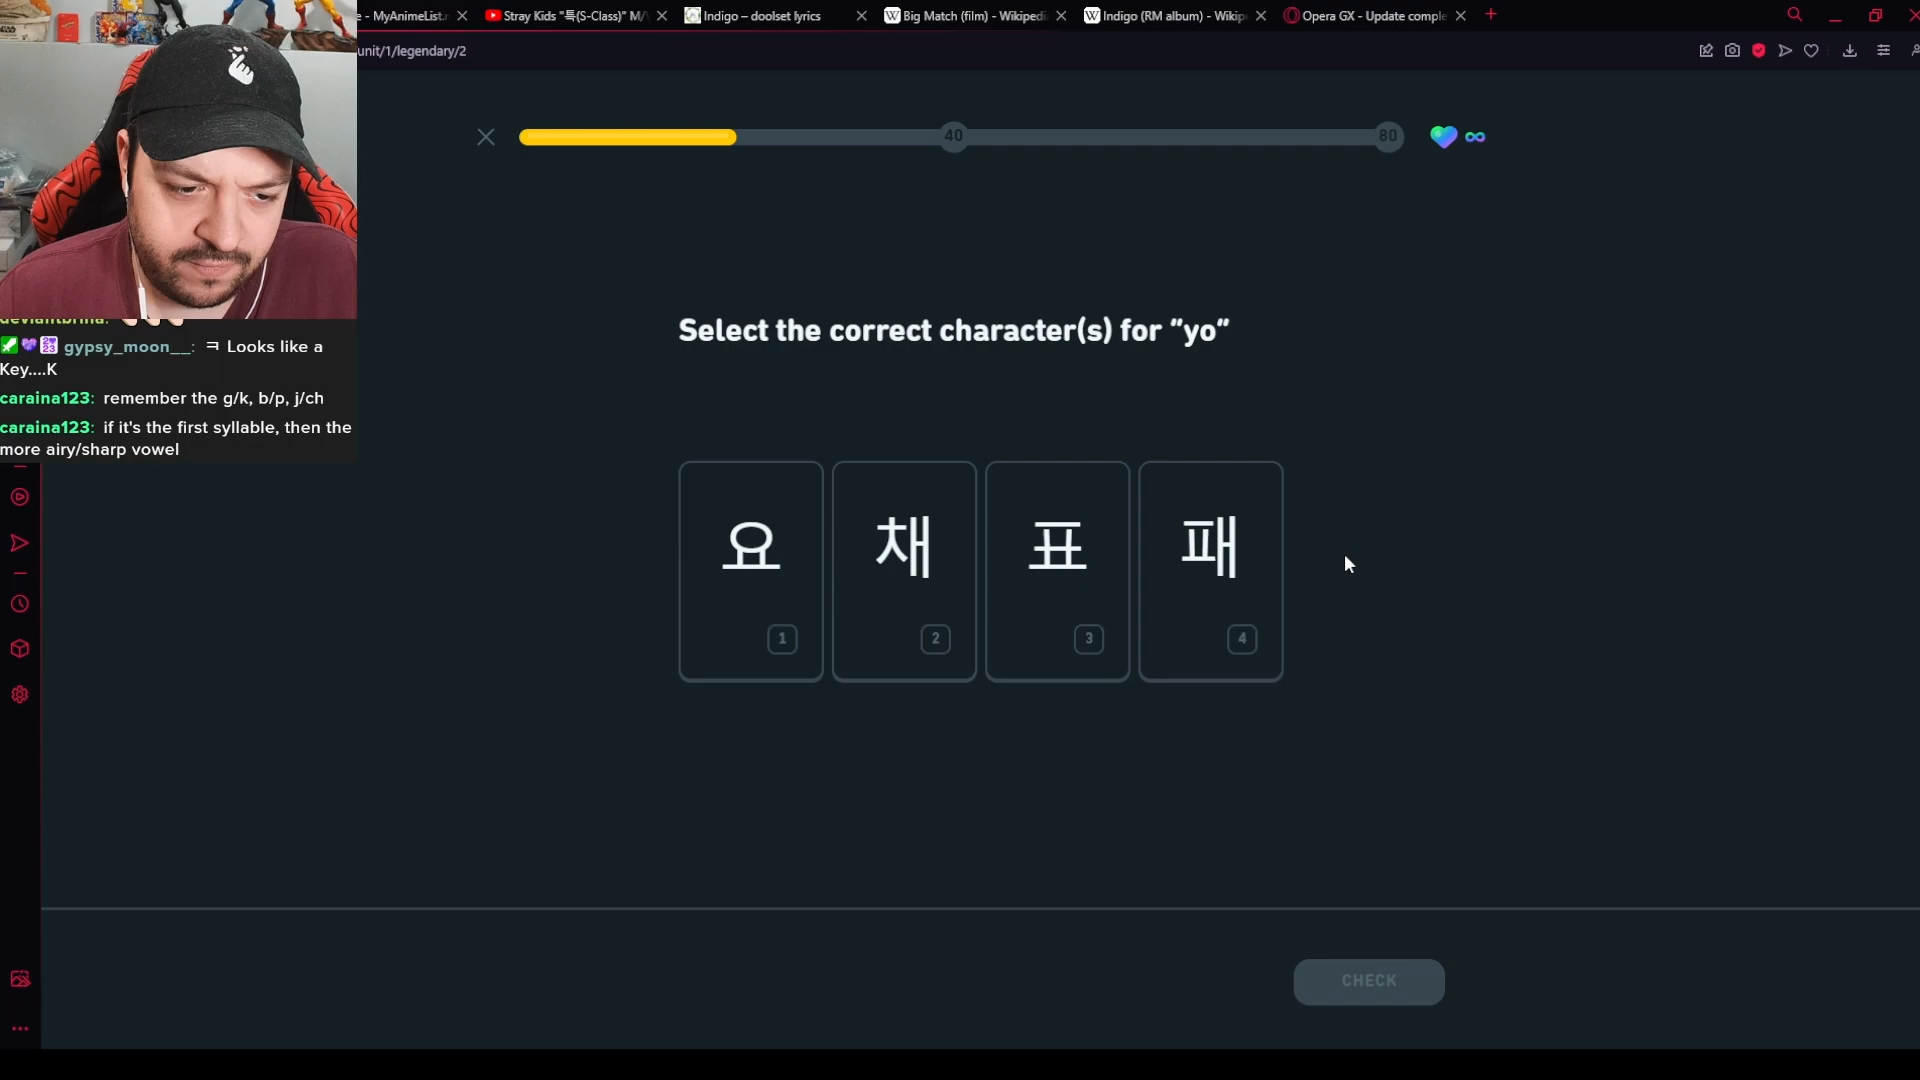 e - MyAnimeList.n
Stray Kids "특(S-Class)" M/V
Indigo – doolset lyrics
Big Match (film) - Wikipedi
Indigo (RM album) - Wikip
Opera GX - Update comple
unit/1/legendary/2
40
80
Select the correct character(s) for "yo"
deviantbrina:
gypsy_moon__: ㅋ Looks like a
Key....K
caraina123: remember the g/k, b/p, j/ch
caraina123: if it's the first syllable, then the
more airy/sharp vowel
요
채
표
패
1
2
3
4
CHECK